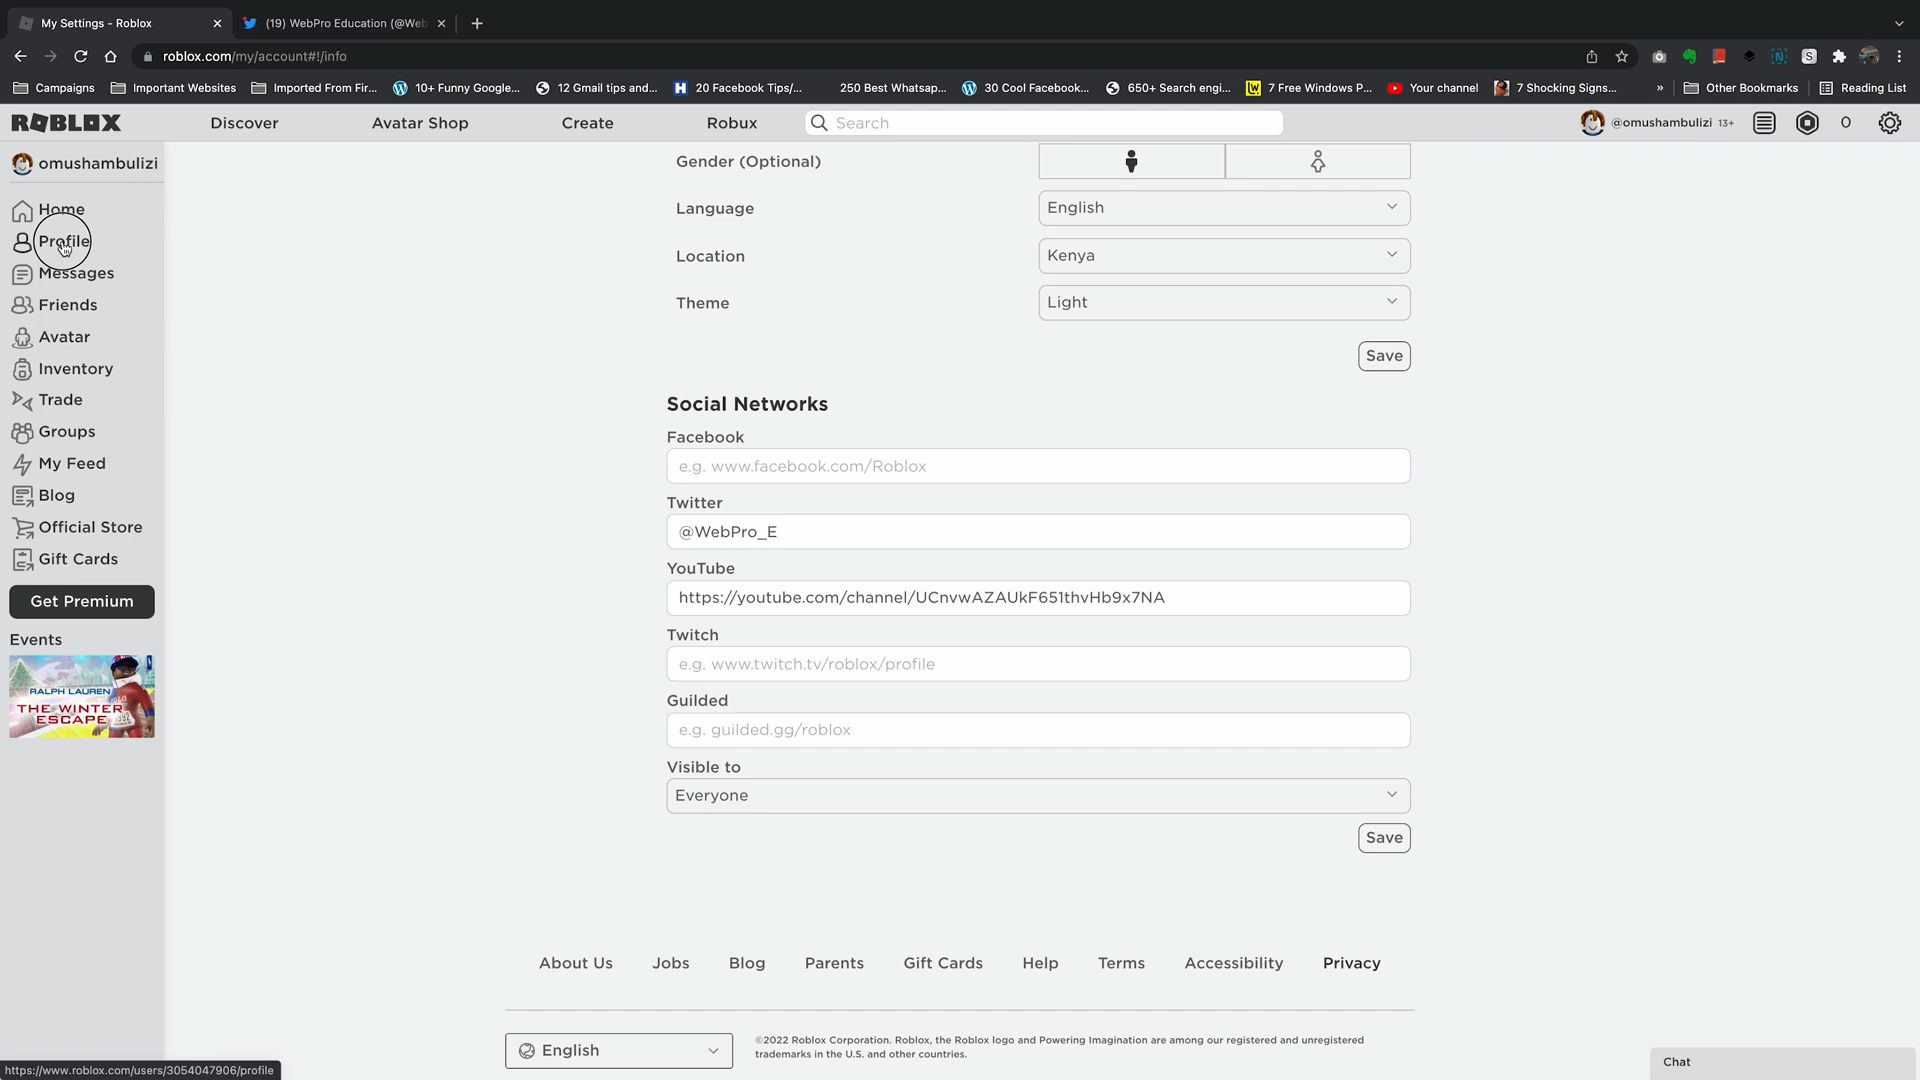 My Settings - Roblox
(19) WebPro Education (@Web
roblox.com/my/account#!/info
Campaigns
Important Websites
Imported From Fir...
10+ Funny Google...
12 Gmail tips and...
20 Facebook Tips/...
250 Best Whatsap...
30 Cool Facebook...
650+ Search engi...
7 Free Windows P...
Your channel
7 Shocking Signs...
»
Other Bookmarks
Reading List
ROBLOX
Discover
Avatar Shop
Create
Robux
Search
@omushambulizi 13+
0
omushambulizi
Home
Profile
Messages
Friends
Avatar
Inventory
Trade
Groups
My Feed
Blog
Official Store
Gift Cards
Get Premium
Events
RALPH LAUREN
THE WINTER
ESCAPE
1992
Gender (Optional)
Language
English
Location
Kenya
Theme
Light
Save
Social Networks
Facebook
e.g. www.facebook.com/Roblox
Twitter
@WebPro_E
YouTube
https://youtube.com/channel/UCnvwAZAUkF651thvHb9x7NA
Twitch
e.g. www.twitch.tv/roblox/profile
Guilded
e.g. guilded.gg/roblox
Visible to
Everyone
Save
About Us
Jobs
Blog
Parents
Gift Cards
Help
Terms
Accessibility
Privacy
English
©2022 Roblox Corporation. Roblox, the Roblox logo and Powering Imagination are among our registered and unregistered
trademarks in the U.S. and other countries.
Chat
https://www.roblox.com/users/3054047906/profile